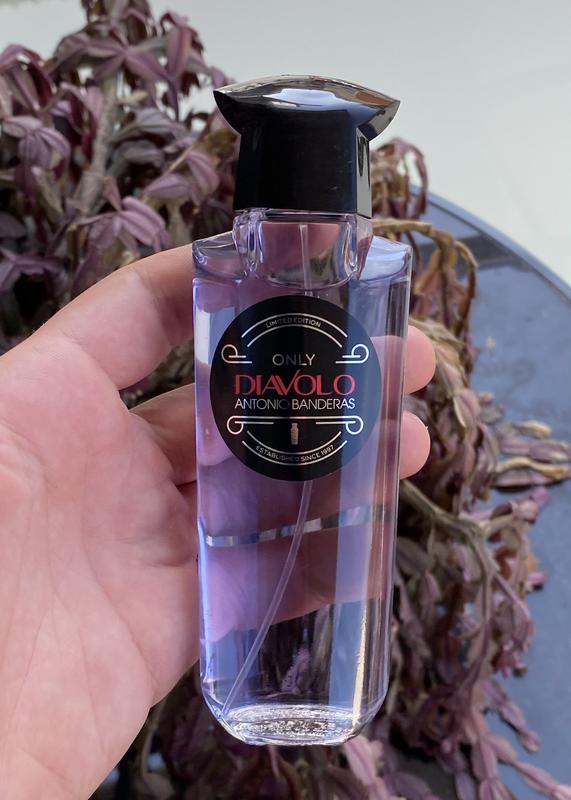 LIMITED EDITION
ONLY
DIAVOLO
ANTONIO BANDERAS
ESTABLISHED SINCE 1997